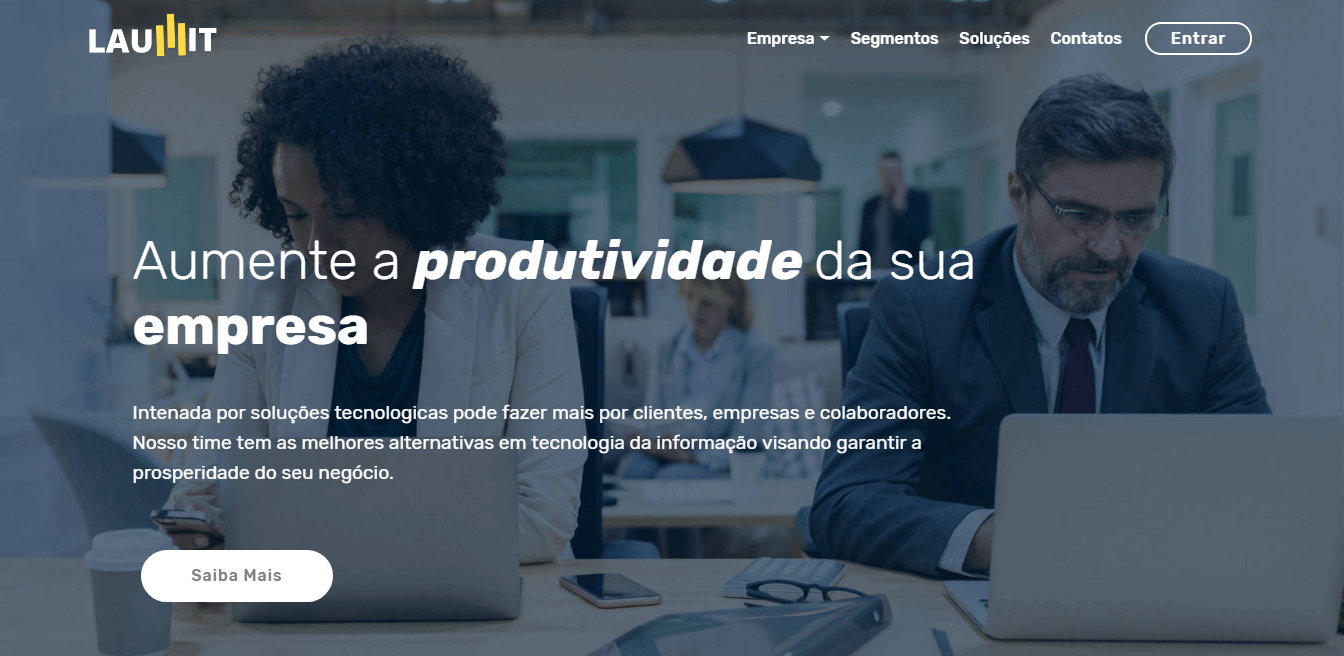 LAUMIT
Empresa
Segmentos
Soluções
Contatos
Entrar
Aumente a produtividade da sua
empresa
Intenada por soluções tecnologicas pode fazer mais por clientes, empresas e colaboradores.
Nosso time tem as melhores alternativas em tecnologia da informação visando garantir a
prosperidade do seu negócio.
Saiba Mais